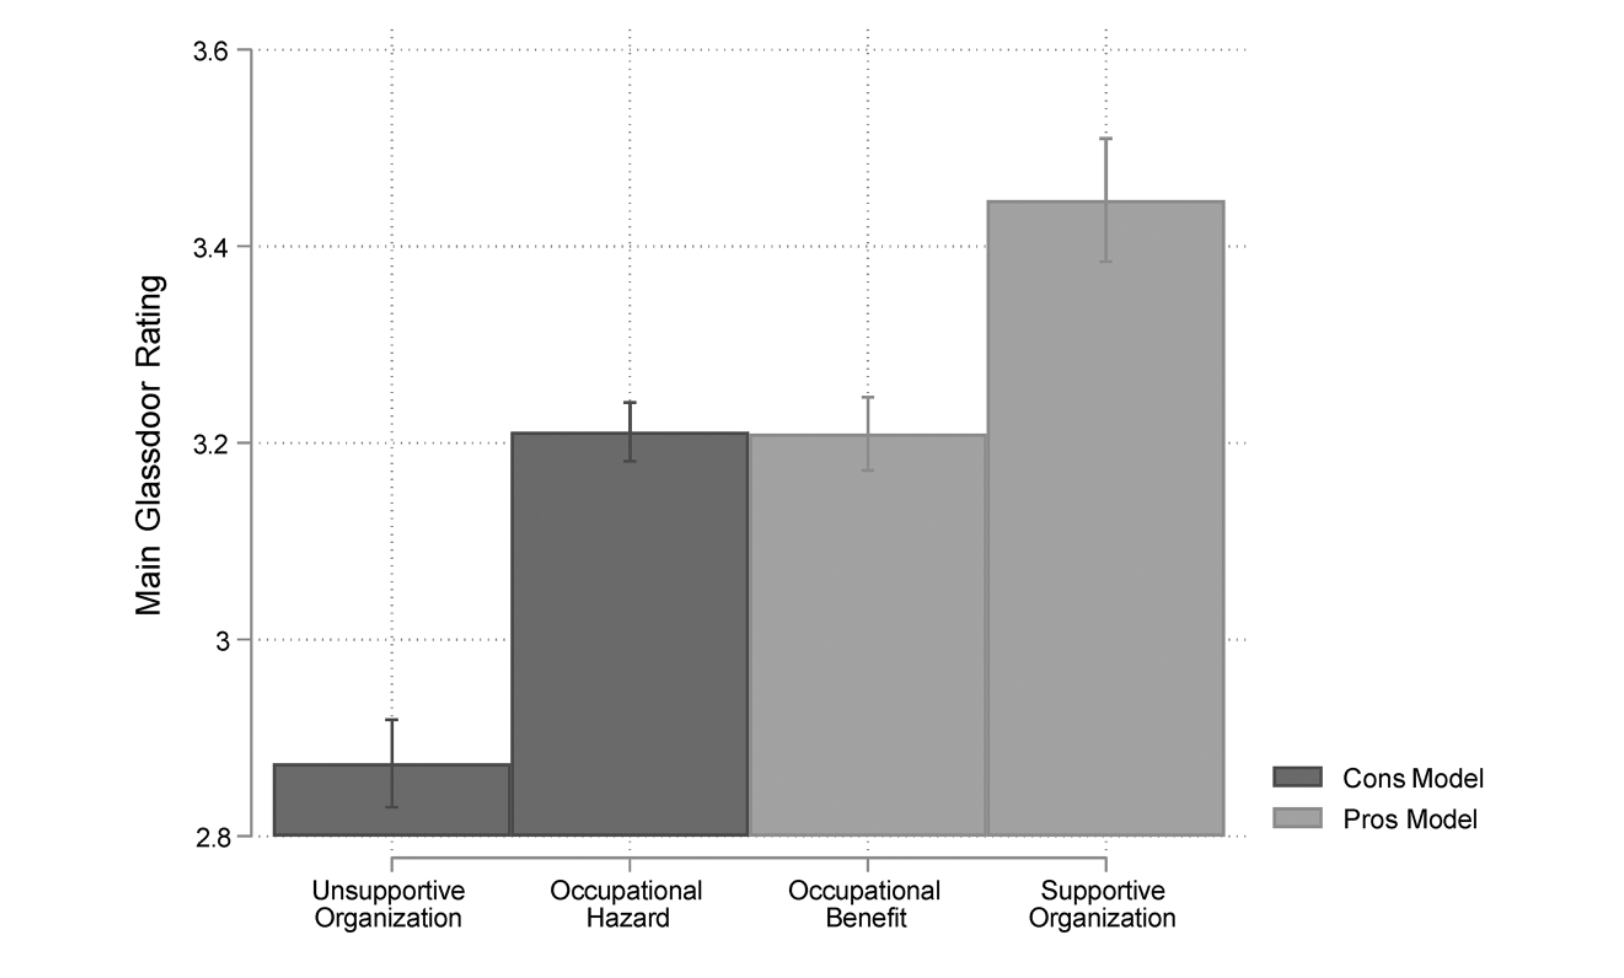 3.6
3.4
3.2
3
2.8
Main Glassdoor Rating
Unsupportive
Organization
Occupational
Hazard
Occupational
Benefit
Supportive
Organization
Cons Model
Pros Model